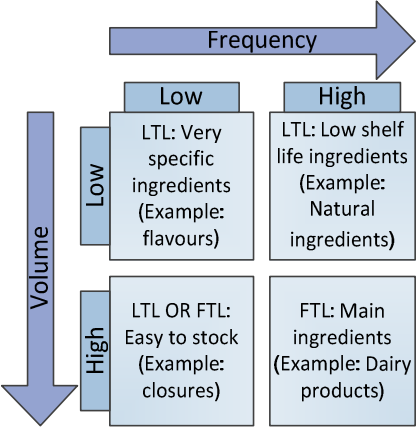 Frequency
Low
High
Volume
Low
LTL: Very
specific
ingredients
(Example:
flavours)
LTL: Low shelf
life ingredients
(Example:
Natural
ingredients)
High
LTL OR FTL:
Easy to stock
(Example:
closures)
FTL: Main
ingredients
(Example: Dairy
products)